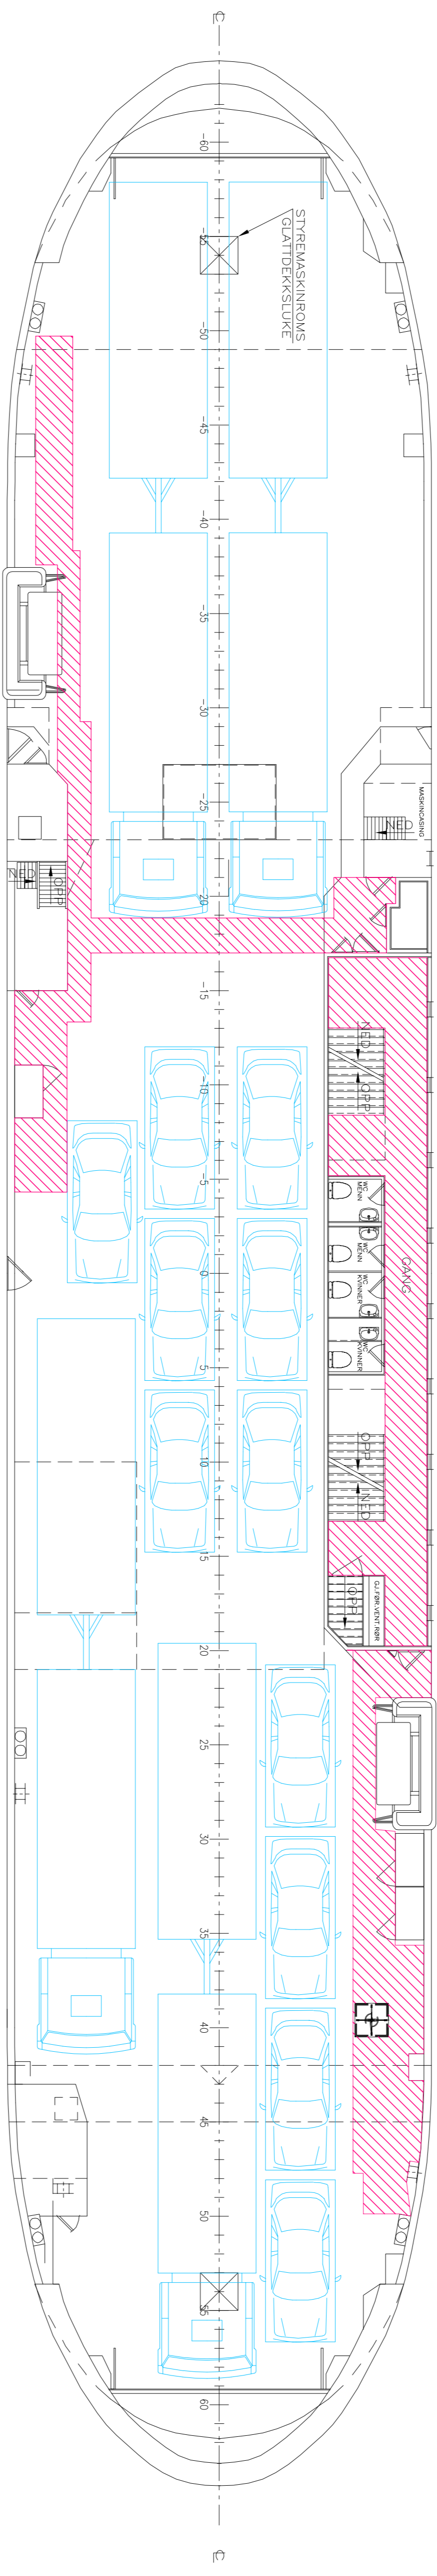 ℄
-60
-55
STYREMASKINROMS
GLATTDEKKSLUKE
-50
-45
-40
-35
-30
-25
MASKINCASING
NED
-20
NED
OPP
-15
NED
OPP
-10
-5
WC
MENN
WC
MENN
0
GANG
WC
KVINNER
WC
KVINNER
5
10
OPP
NED
15
OPP
GJ.FØR.VENT.RØR
20
25
30
35
40
45
50
55
60
℄